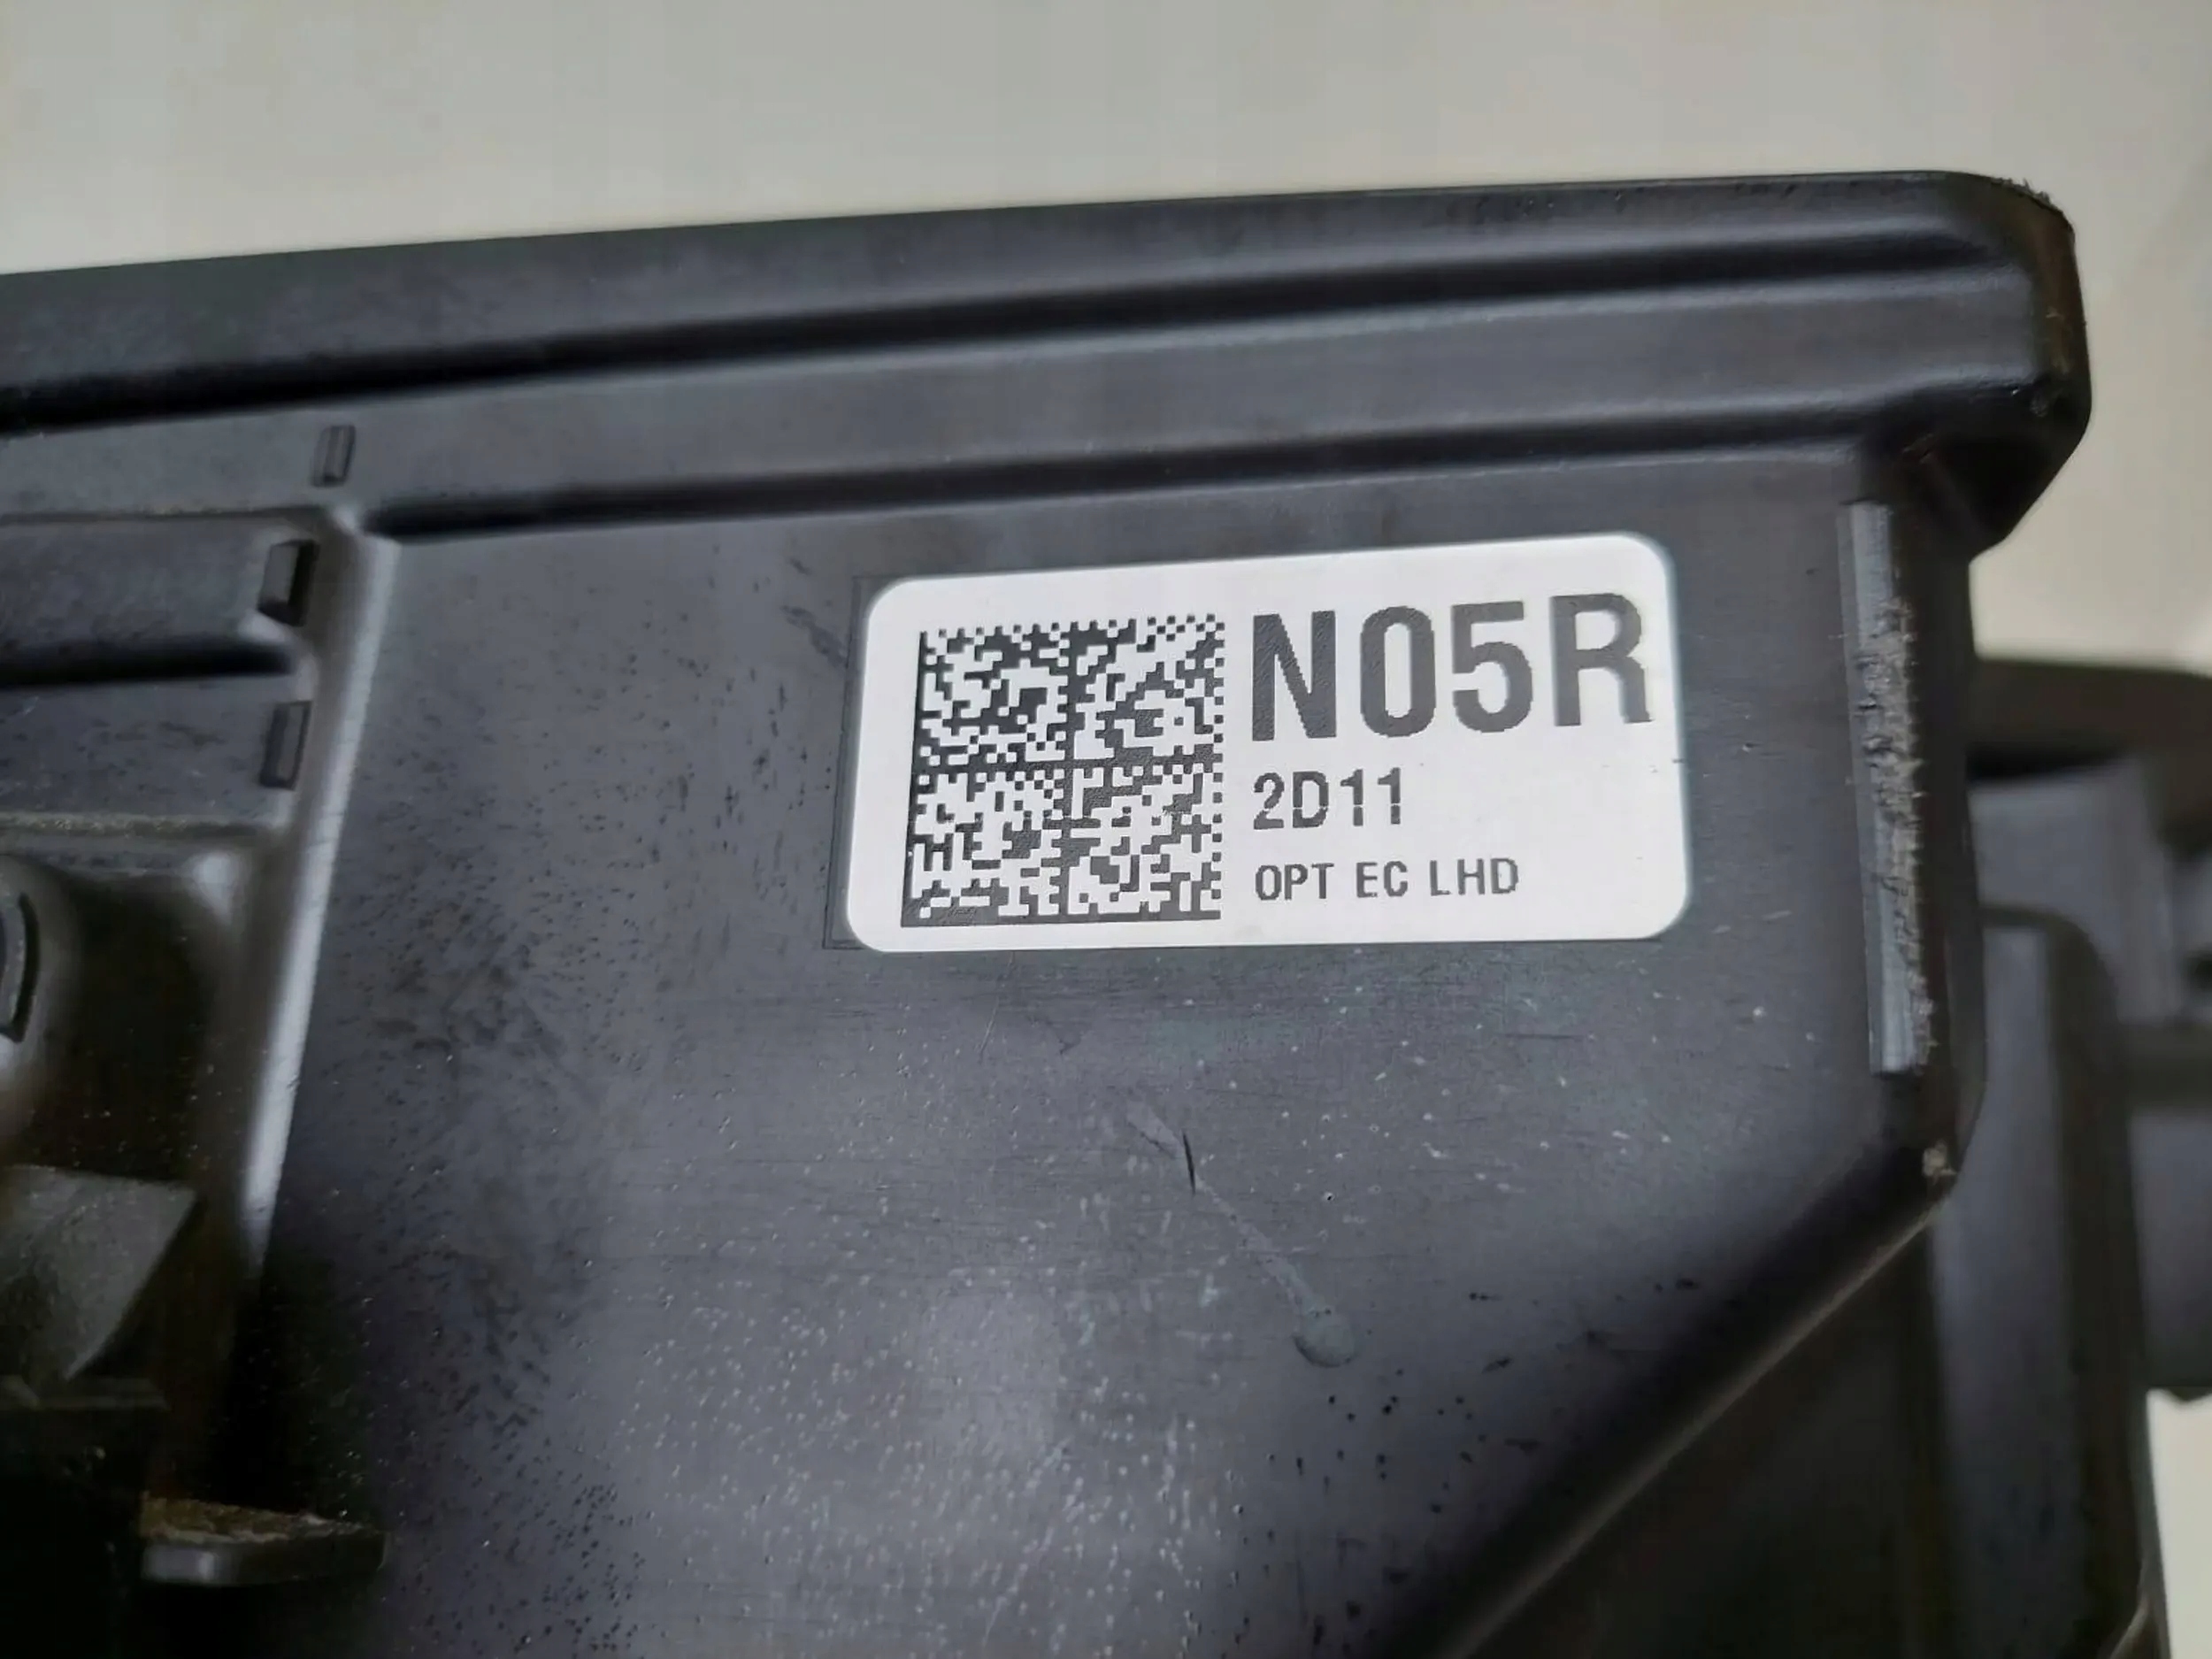 N05R
2D11
OPT EC LHD